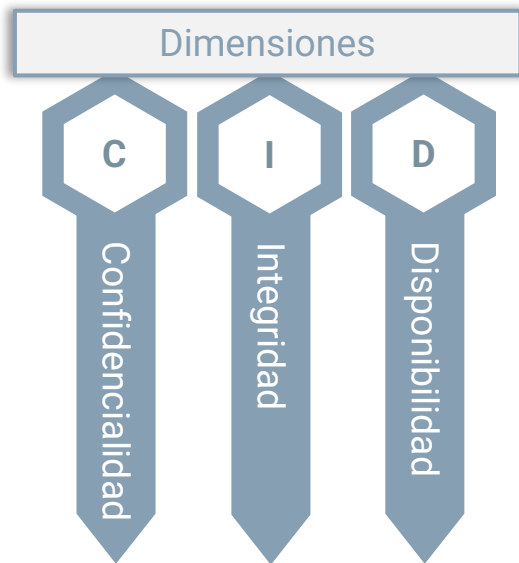 Dimensiones
C
I
D
Confidencialidad
Integridad
Disponibilidad